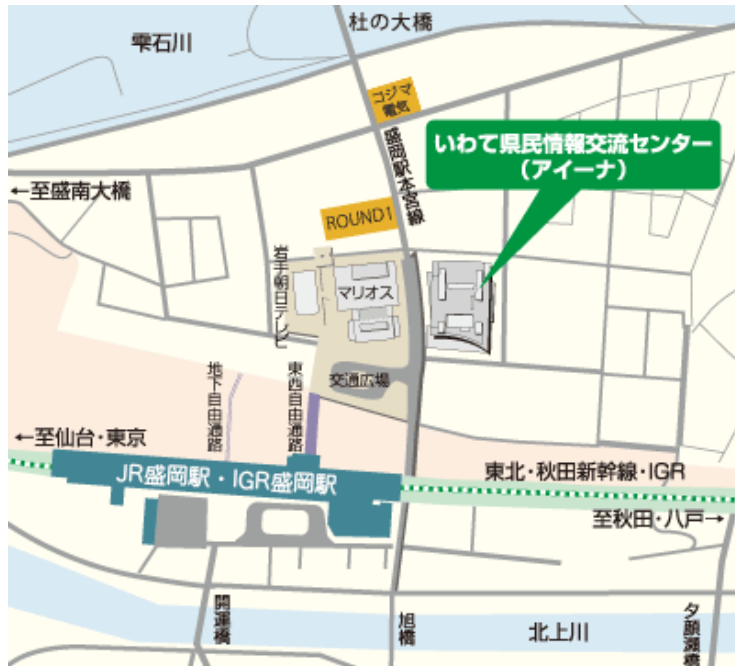 杜の大橋
雫石川
コジマ
電気
盛岡駅本宮線
いわて県民情報交流センター
(アイーナ)
←至盛南大橋
ROUND1
岩手朝日テレビ
マリオス
交通広場
地下自由通路
東西自由通路
←至仙台・東京
JR盛岡駅・IGR盛岡駅
東北・秋田新幹線・IGR
至秋田・八戸→
開運橋
旭橋
北上川
夕顔瀬橋